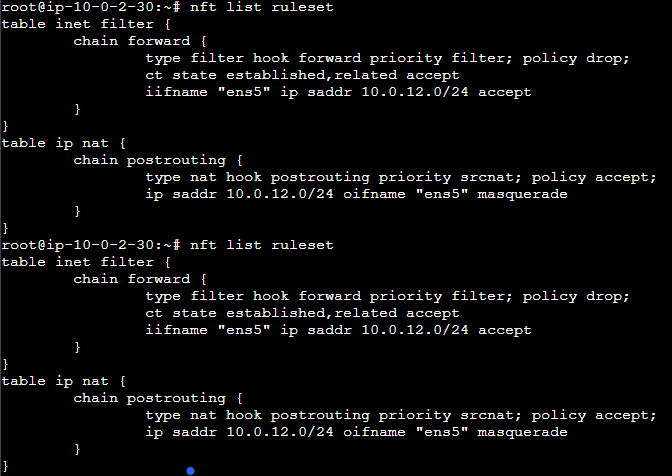 root@ip-10-0-2-30:~# nft list ruleset
table inet filter {
        chain forward {
                type filter hook forward priority filter; policy drop;
                ct state established,related accept
                iifname "ens5" ip saddr 10.0.12.0/24 accept
        }
}
table ip nat {
        chain postrouting {
                type nat hook postrouting priority srcnat; policy accept;
                ip saddr 10.0.12.0/24 oifname "ens5" masquerade
        }
}
root@ip-10-0-2-30:~# nft list ruleset
table inet filter {
        chain forward {
                type filter hook forward priority filter; policy drop;
                ct state established,related accept
                iifname "ens5" ip saddr 10.0.12.0/24 accept
        }
}
table ip nat {
        chain postrouting {
                type nat hook postrouting priority srcnat; policy accept;
                ip saddr 10.0.12.0/24 oifname "ens5" masquerade
        }
}